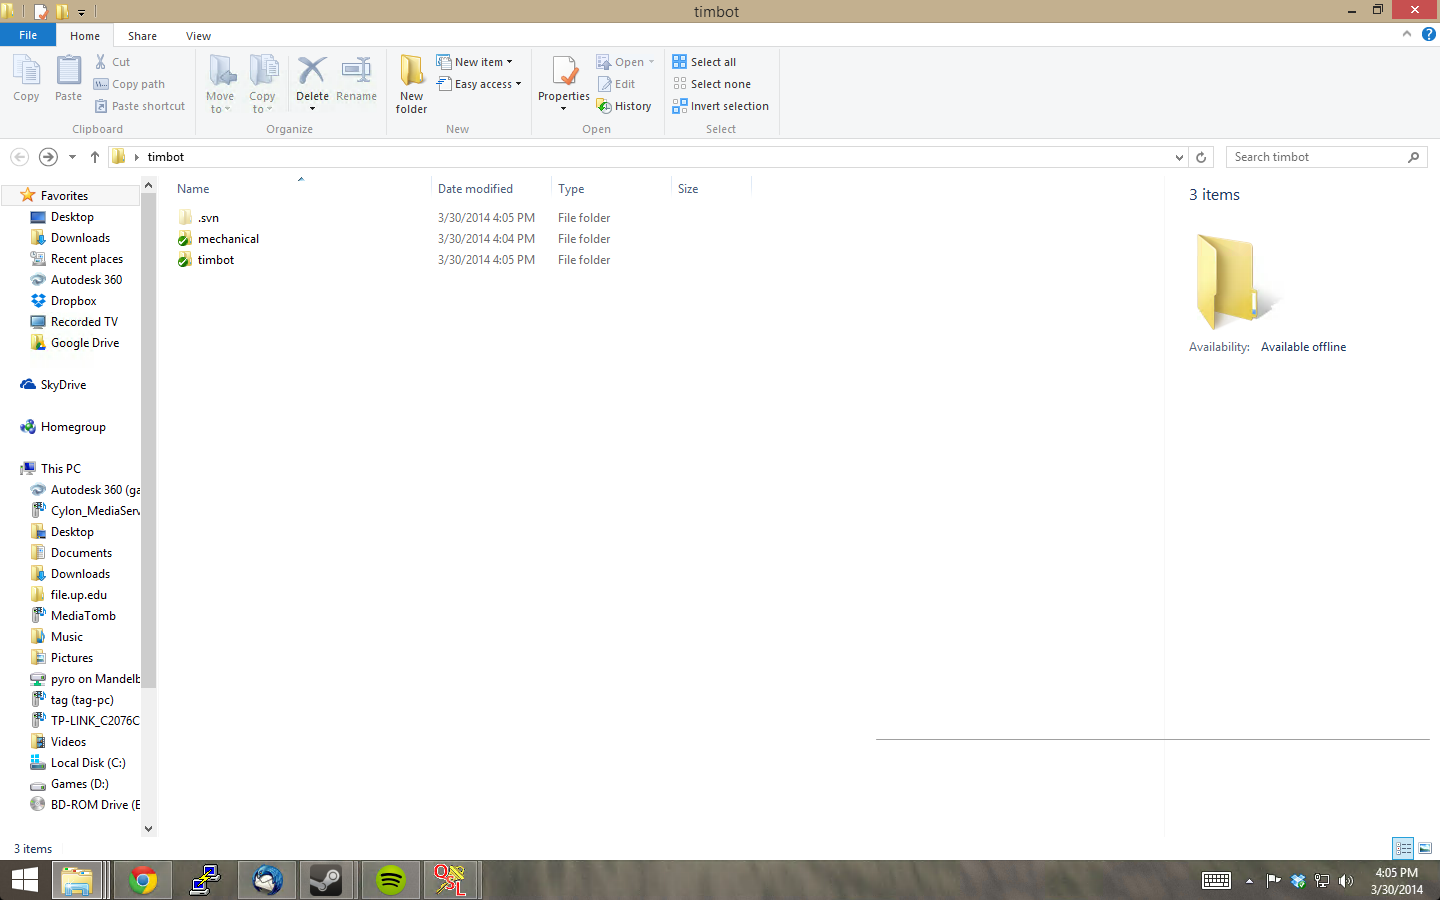 timbot
File
Home
Share
View
Copy
Paste
Cut
Copy path
Paste shortcut
Clipboard
Move to
Copy to
Delete
Rename
Organize
New folder
New item
Easy access
New
Properties
Open
Edit
History
Open
Select all
Select none
Invert selection
Select
timbot
Search timbot
Favorites
Desktop
Downloads
Recent places
Autodesk 360
Dropbox
Recorded TV
Google Drive
SkyDrive
Homegroup
This PC
Autodesk 360 (ga
Cylon_MediaServ
Desktop
Documents
Downloads
file.up.edu
MediaTomb
Music
Pictures
pyro on Mandelb
tag (tag-pc)
TP-LINK_C2076C
Videos
Local Disk (C:)
Games (D:)
BD-ROM Drive (E
Name Date modified Type Size
.svn 3/30/2014 4:05 PM File folder
mechanical 3/30/2014 4:04 PM File folder
timbot 3/30/2014 4:05 PM File folder
3 items
Availability: Available offline
3 items
OSL
4:05 PM
3/30/2014